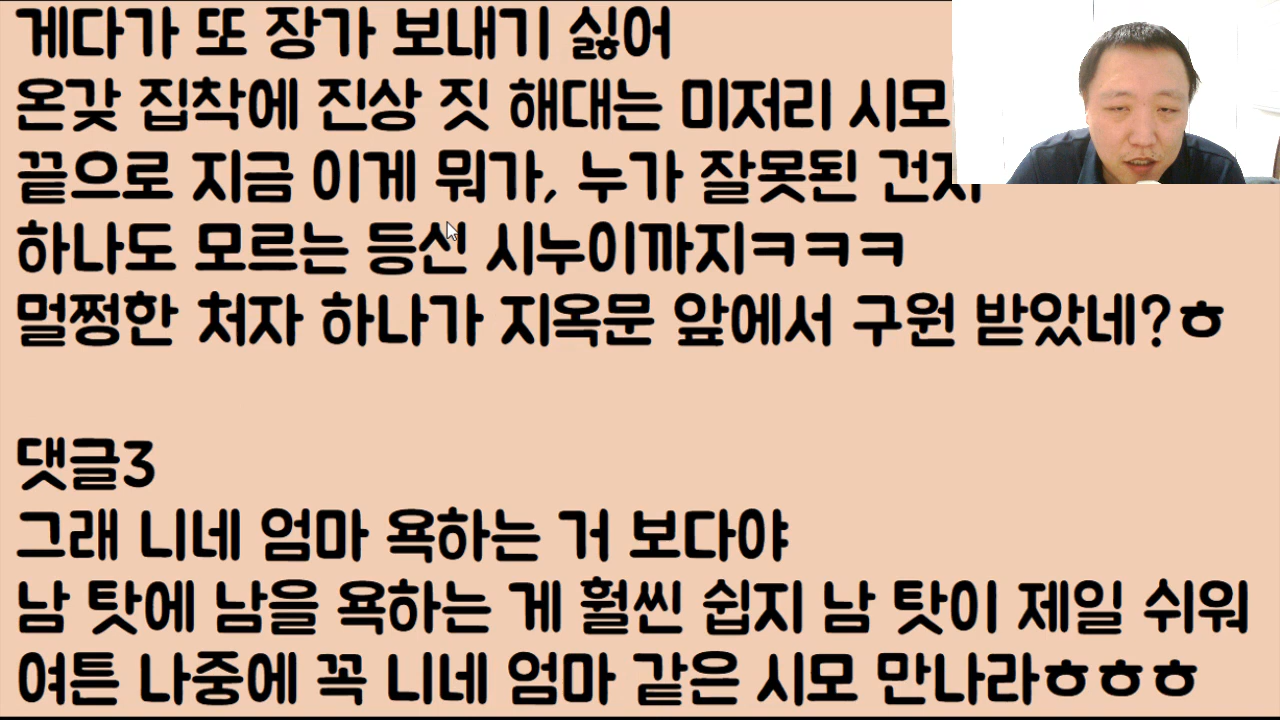 게다가 또 장가 보내기 싫어
온갖 집착에 진상 짓 해대는 미저리 시모
끝으로 지금 이게 뭐가, 누가 잘못된 건지
하나도 모르는 등신 시누이까지ㅋㅋㅋ
멀쩡한 처자 하나가 지옥문 앞에서 구원 받았네?ㅎ
댓글3
그래 니네 엄마 욕하는 거 보다야
남 탓에 남을 욕하는 게 훨씬 쉽지 남 탓이 제일 쉬워
여튼 나중에 꼭 니네 엄마 같은 시모 만나라ㅎㅎㅎ